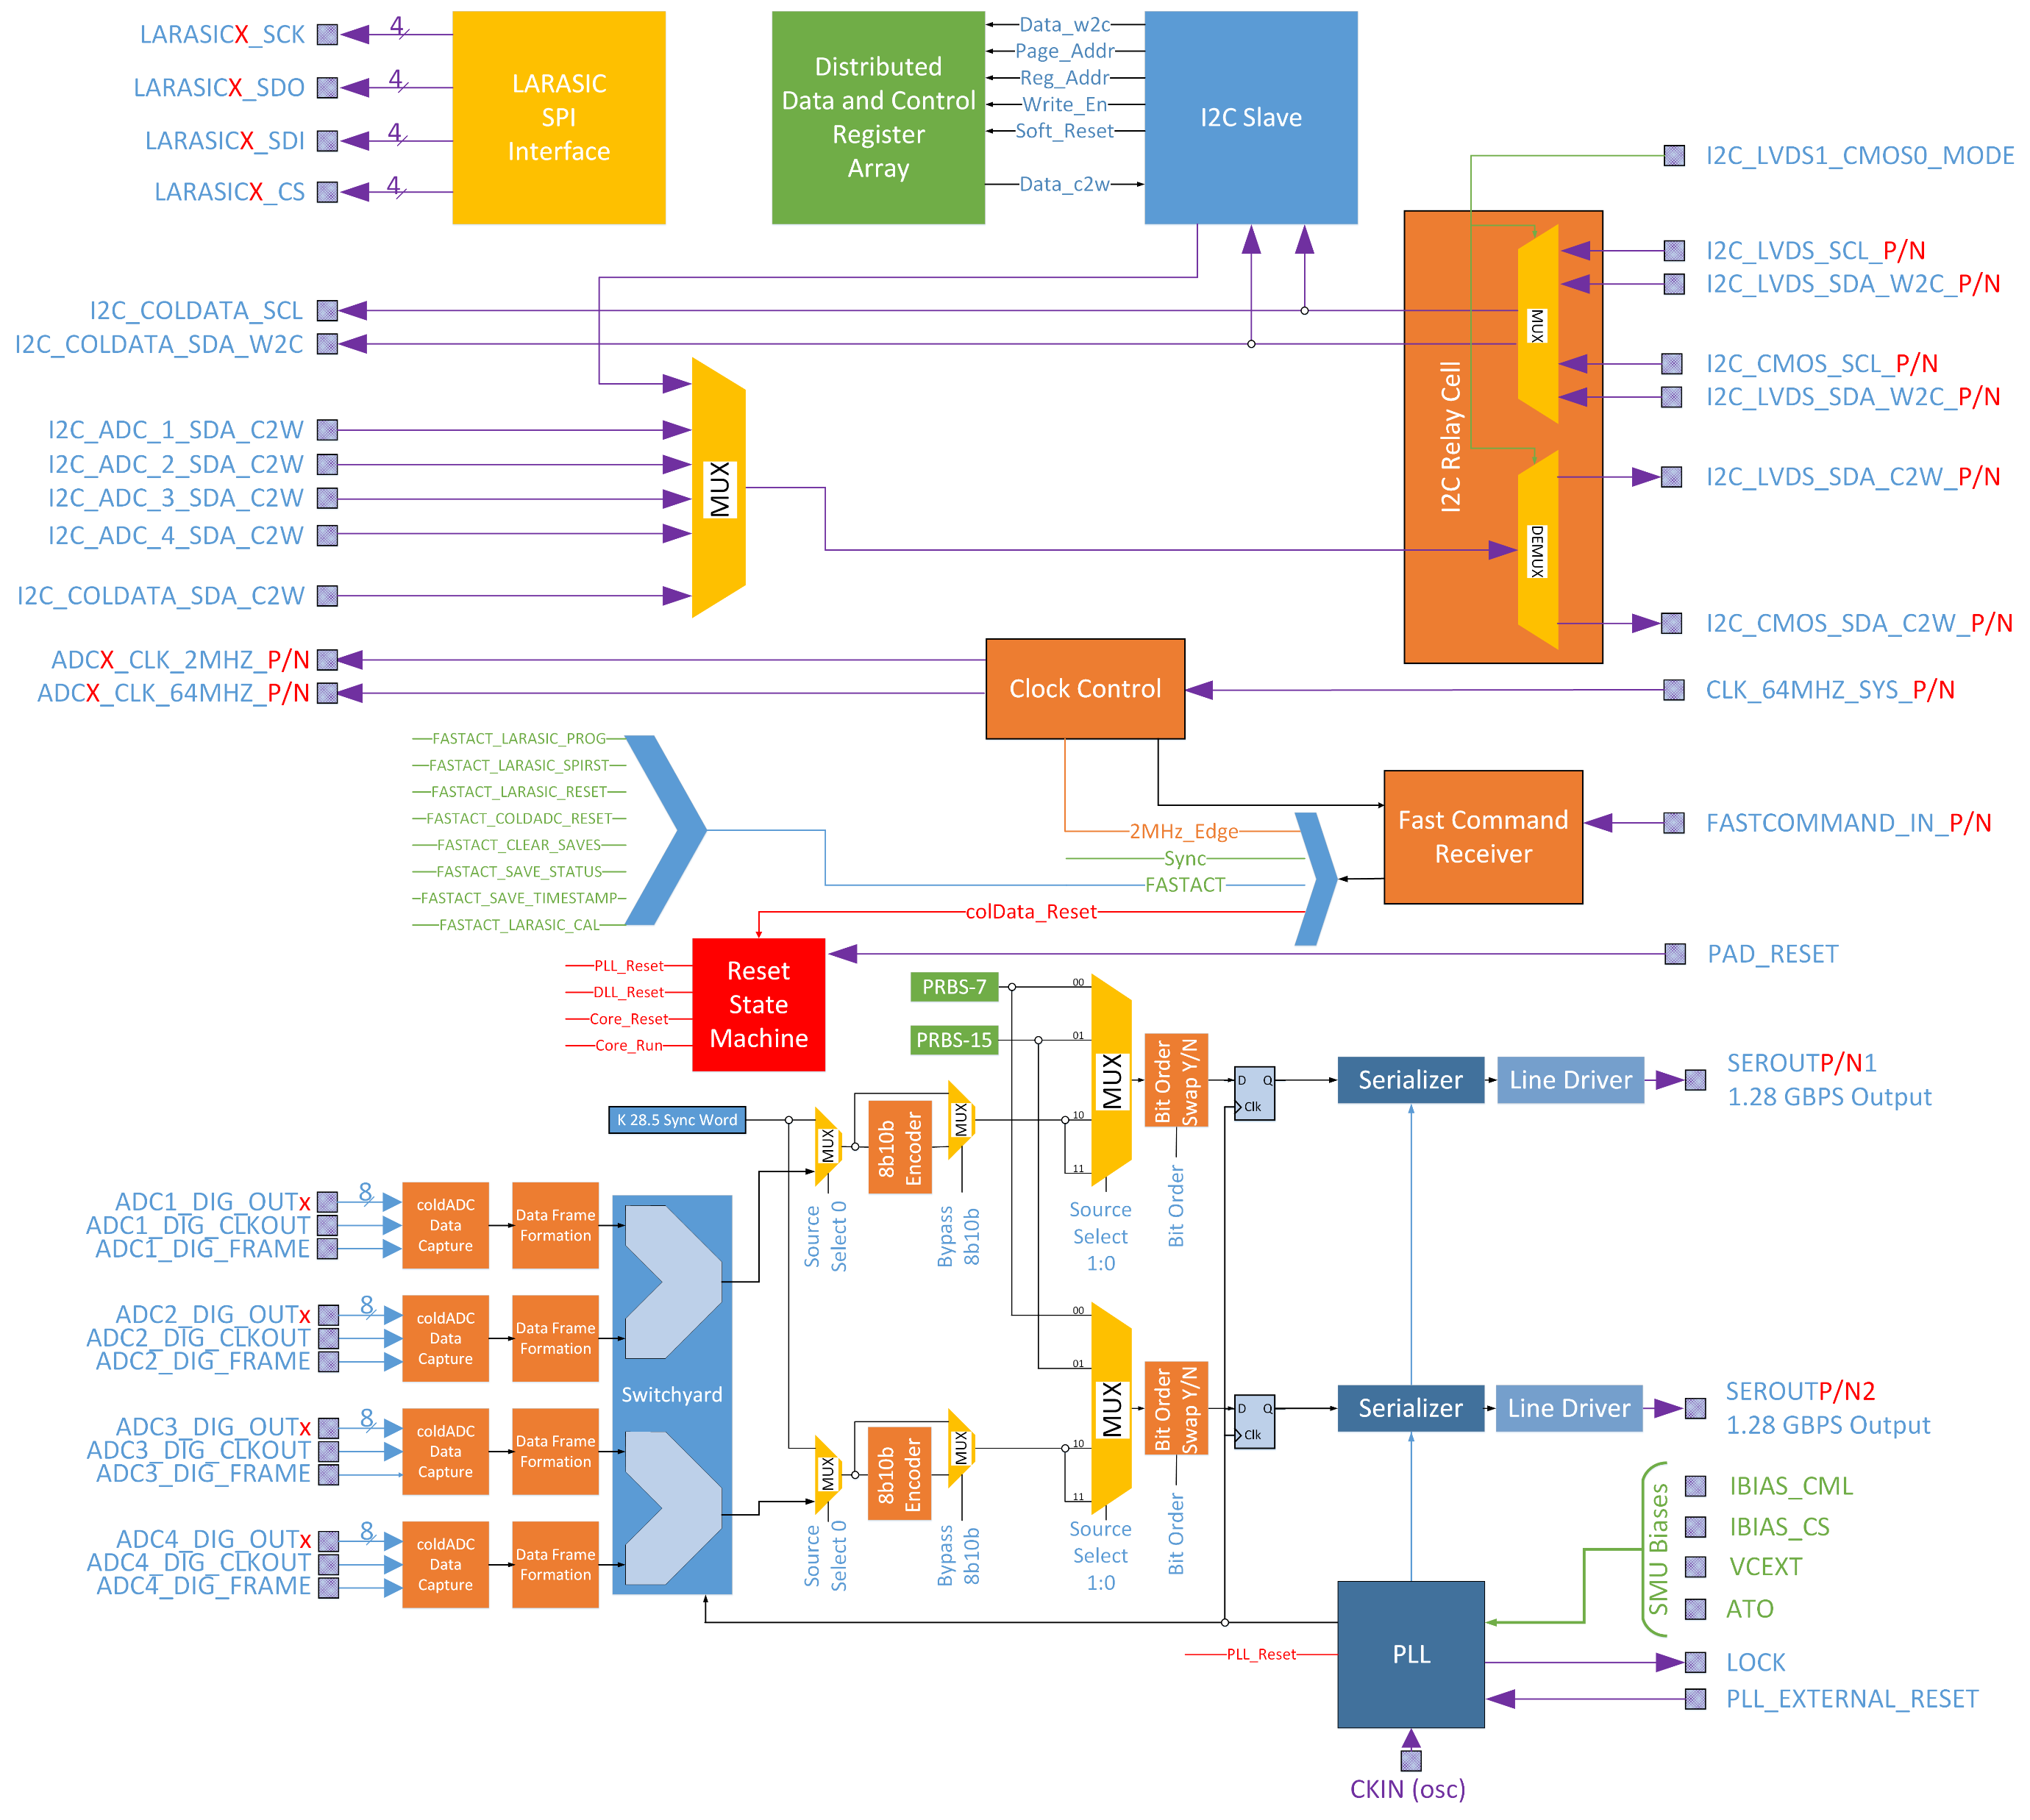 LARASICX_SCK
4
LARASICX_SDO
4
LARASICX_SDI
4
LARASICX_CS
4
LARASIC
SPI
Interface
Distributed
Data and Control
Register
Array
Data_w2c
Page_Addr
Reg_Addr
Write_En
Soft_Reset
Data_c2w
I2C Slave
I2C_LVDS1_CMOS0_MODE
I2C_LVDS_SCL_P/N
I2C_LVDS_SDA_W2C_P/N
I2C_CMOS_SCL_P/N
I2C_LVDS_SDA_W2C_P/N
I2C_LVDS_SDA_C2W_P/N
I2C_CMOS_SDA_C2W_P/N
MUX
DEMUX
I2C Relay Cell
I2C_COLDATA_SCL
I2C_COLDATA_SDA_W2C
I2C_ADC_1_SDA_C2W
I2C_ADC_2_SDA_C2W
I2C_ADC_3_SDA_C2W
I2C_ADC_4_SDA_C2W
I2C_COLDATA_SDA_C2W
MUX
ADCX_CLK_2MHZ_P/N
ADCX_CLK_64MHZ_P/N
Clock Control
CLK_64MHZ_SYS_P/N
FASTACT_LARASIC_PROG
FASTACT_LARASIC_SPIRST
FASTACT_LARASIC_RESET
FASTACT_COLDADC_RESET
FASTACT_CLEAR_SAVES
FASTACT_SAVE_STATUS
FASTACT_SAVE_TIMESTAMP
FASTACT_LARASIC_CAL
2MHz_Edge
Sync
FASTACT
colData_Reset
Fast Command
Receiver
FASTCOMMAND_IN_P/N
PAD_RESET
PLL_Reset
DLL_Reset
Core_Reset
Core_Run
Reset
State
Machine
PRBS-7
PRBS-15
00
01
10
11
MUX
Bit Order
Swap Y/N
D
Q
Clk
Serializer
Line Driver
SEROUTP/N1
1.28 GBPS Output
K 28.5 Sync Word
MUX
8b10b
Encoder
MUX
Source
Select 0
Bypass
8b10b
Source
Select
1:0
Bit Order
ADC1_DIG_OUTx
8
ADC1_DIG_CLKOUT
ADC1_DIG_FRAME
coldADC
Data
Capture
Data Frame
Formation
ADC2_DIG_OUTx
8
ADC2_DIG_CLKOUT
ADC2_DIG_FRAME
coldADC
Data
Capture
Data Frame
Formation
Switchyard
ADC3_DIG_OUTx
8
ADC3_DIG_CLKOUT
ADC3_DIG_FRAME
coldADC
Data
Capture
Data Frame
Formation
ADC4_DIG_OUTx
8
ADC4_DIG_CLKOUT
ADC4_DIG_FRAME
coldADC
Data
Capture
Data Frame
Formation
00
01
10
11
MUX
Bit Order
Swap Y/N
D
Q
Clk
Serializer
Line Driver
SEROUTP/N2
1.28 GBPS Output
MUX
8b10b
Encoder
MUX
Source
Select 0
Bypass
8b10b
Source
Select
1:0
Bit Order
SMU Biases
IBIAS_CML
IBIAS_CS
VCEXT
ATO
PLL_Reset
PLL
LOCK
PLL_EXTERNAL_RESET
CKIN (osc)